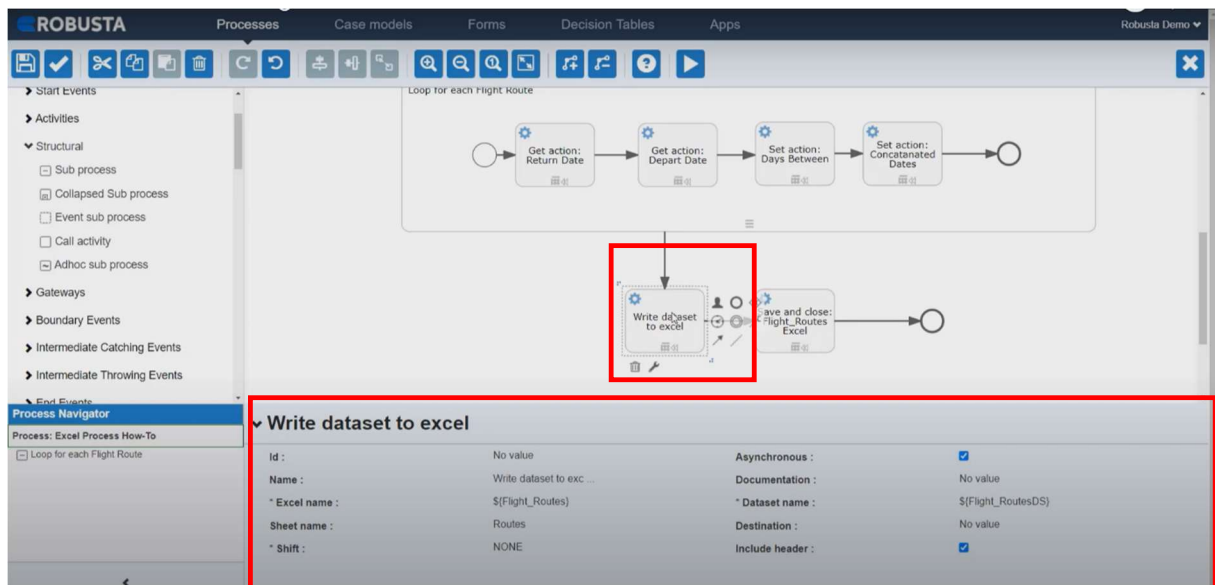 ROBUSTA
Processes
Case models
Forms
Decision Tables
Apps
Robusta Demo
Start Events
Activities
Structural
Sub process
Collapsed Sub process
Event sub process
Call activity
Adhoc sub process
Gateways
Boundary Events
Intermediate Catching Events
Intermediate Throwing Events
End Events
Loop for each Flight Route
Get action:
Return Date
Get action:
Depart Date
Set action:
Days Between
Set action:
Concatanated
Dates
Write dataset
to excel
ave and close:
Flight_Routes
Excel
Process Navigator
Process: Excel Process How-To
Loop for each Flight Route
Write dataset to excel
Id : No value
Asynchronous :
Name : Write dataset to exc ...
Documentation : No value
* Excel name : ${Flight_Routes}
* Dataset name : ${Flight_RoutesDS}
Sheet name : Routes
Destination : No value
* Shift : NONE
Include header :